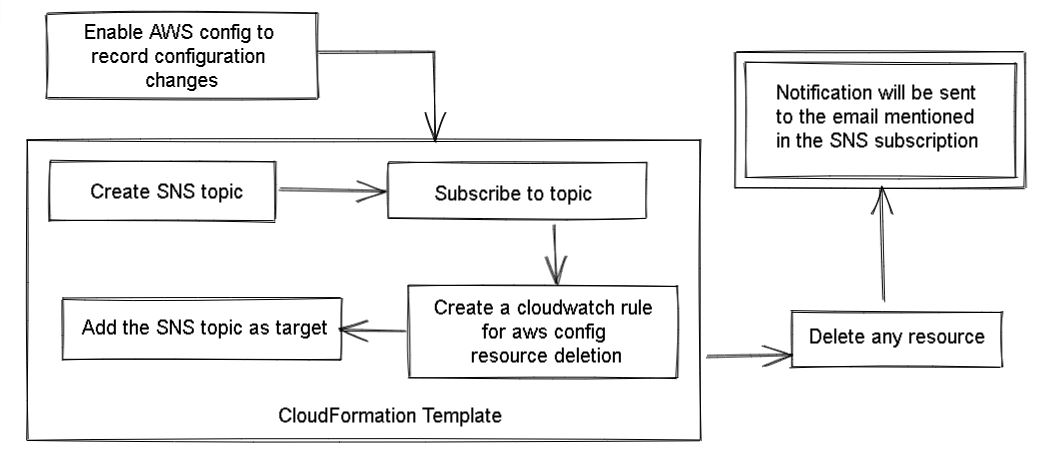 Enable AWS config to
record configuration
changes
Notification will be sent
to the email mentioned
in the SNS subscription
Create SNS topic
Subscribe to topic
Add the SNS topic as target
Create a cloudwatch rule
for aws config
resource deletion
Delete any resource
CloudFormation Template